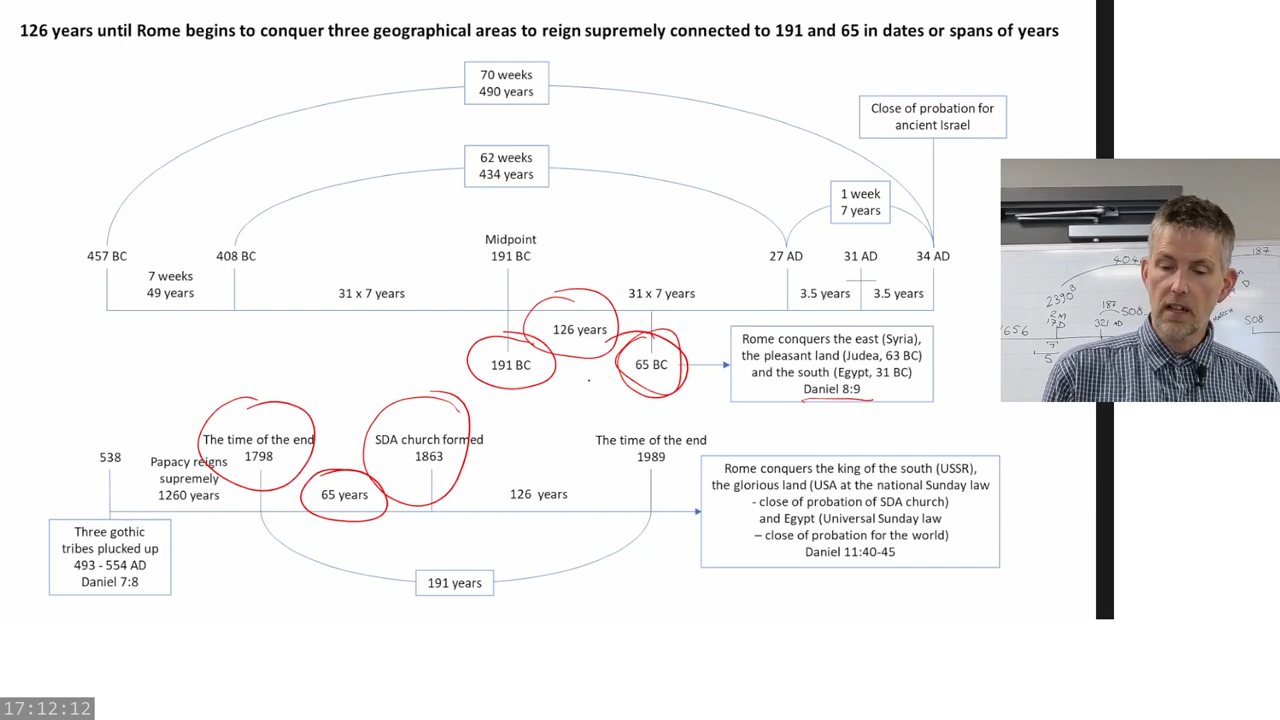 126 years until Rome begins to conquer three geographical areas to reign supremely connected to 191 and 65 in dates or spans of years
70 weeks
490 years
Close of probation for
ancient Israel
62 weeks
434 years
1 week
7 years
Midpoint
457 BC
408 BC
191 BC
27 AD
31 AD
34 AD
7 weeks
49 years
31 x 7 years
31 x 7 years
3.5 years
3.5 years
126 years
191 BC
65 BC
Rome conquers the east (Syria),
the pleasant land (Judea, 63 BC)
and the south (Egypt, 31 BC)
Daniel 8:9
The time of the end
1798
SDA church formed
1863
The time of the end
1989
538
Papacy reigns
supremely
1260 years
65 years
126 years
Rome conquers the king of the south (USSR),
the glorious land (USA at the national Sunday law
- close of probation of SDA church)
and Egypt (Universal Sunday law
– close of probation for the world)
Daniel 11:40-45
Three gothic
tribes plucked up
493 - 554 AD
Daniel 7:8
191 years
404
187
2390
187
508
321 AD
508
656
17:12:12